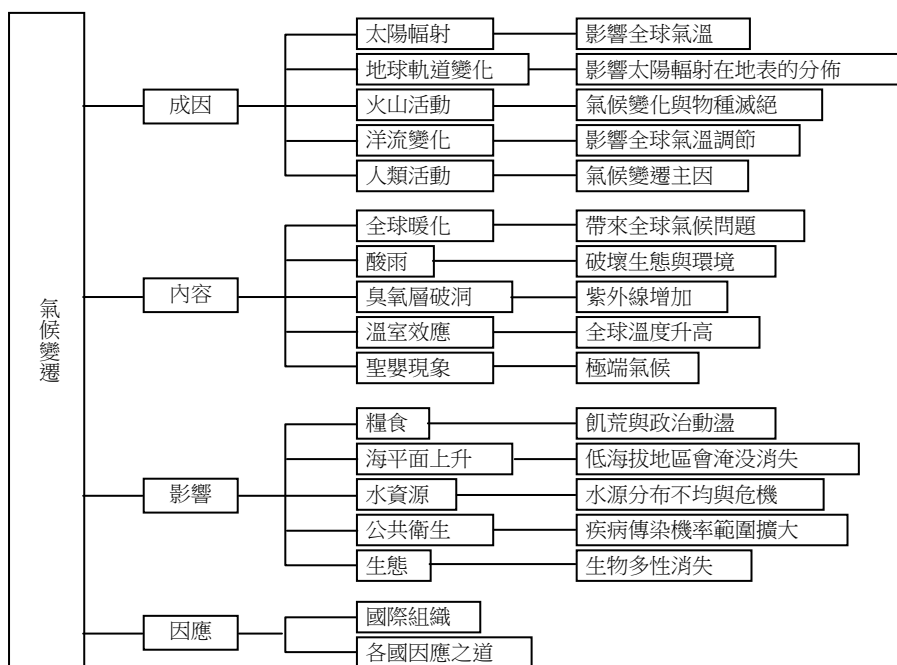 氣候變遷
成因
太陽幅射
影響全球氣溫
地球軌道變化
影響太陽輻射在地表的分佈
火山活動
氣候變化與物種滅絕
洋流變化
影響全球氣溫調節
人類活動
氣候變遷主因
內容
全球暖化
帶來全球氣候問題
酸雨
破壞生態與環境
臭氧層破洞
紫外線增加
溫室效應
全球溫度升高
聖嬰現象
極端氣候
影響
糧食
飢荒與政治動盪
海平面上升
低海拔地區會淹没消失
水資源
水源分布不均與危機
公共衛生
疾病傳染機率範圍擴大
生態
生物多性消失
因應
國際組織
各國因應之道